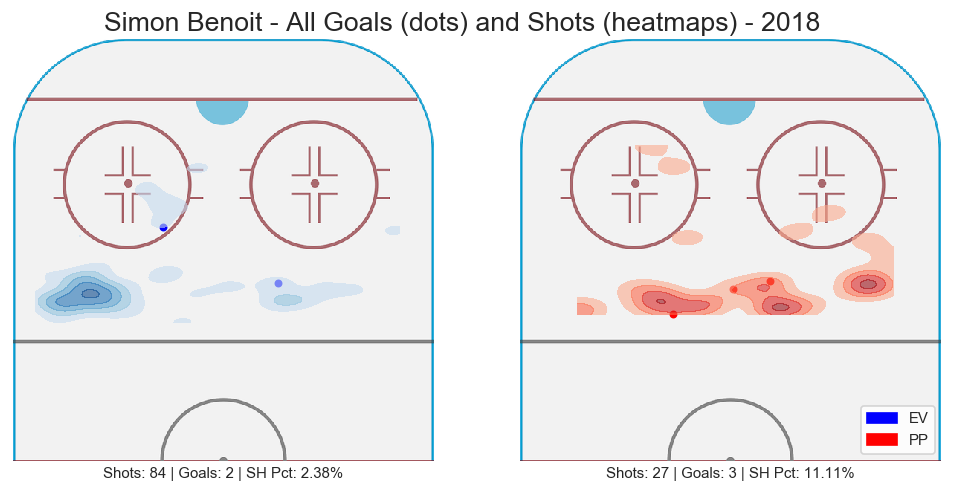 Simon Benoit - All Goals (dots) and Shots (heatmaps) - 2018
EV
PP
Shots: 84 | Goals: 2 | SH Pct: 2.38%
Shots: 27 | Goals: 3 | SH Pct: 11.11%